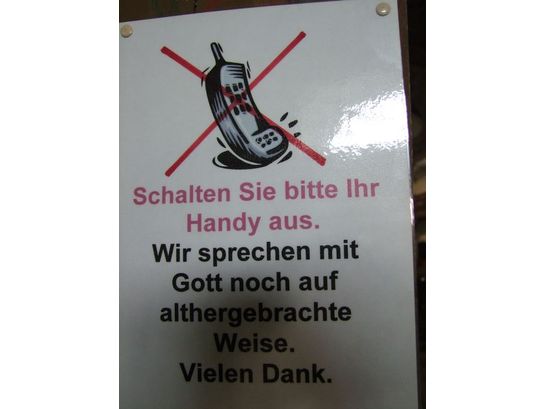 Schalten Sie bitte Ihr
Handy aus.
Wir sprechen mit
Gott noch auf
althergebrachte
Weise.
Vielen Dank.